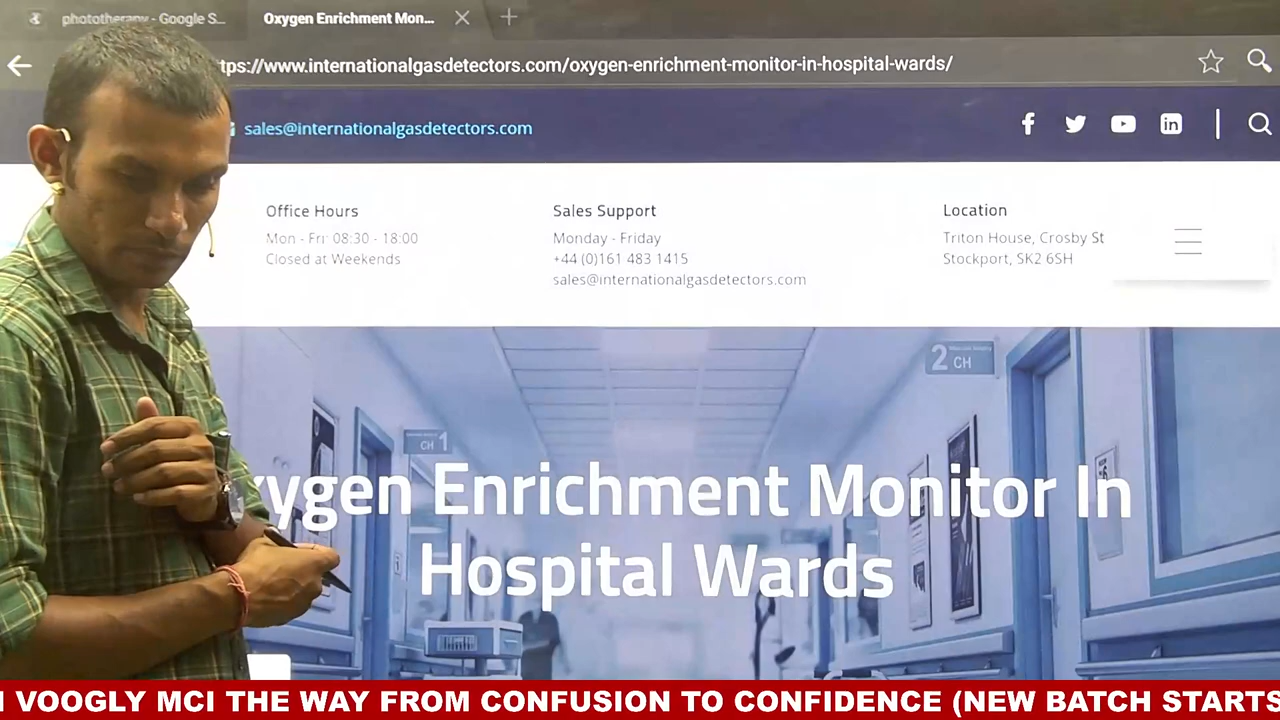 phototherapy - Google S...
Oxygen Enrichment Mon...
tps://www.internationalgasdetectors.com/oxygen-enrichment-monitor-in-hospital-wards/
sales@internationalgasdetectors.com
Office Hours
Mon - Fri 08:30 - 18:00
Closed at Weekends
Sales Support
Monday - Friday
+44 (0)161 483 1415
sales@internationalgasdetectors.com
Location
Triton House, Crosby St
Stockport, SK2 6SH
2 CH
CH 1
xygen Enrichment Monitor In
Hospital Wards
VOOGLY MCI THE WAY FROM CONFUSION TO CONFIDENCE (NEW BATCH STARTS